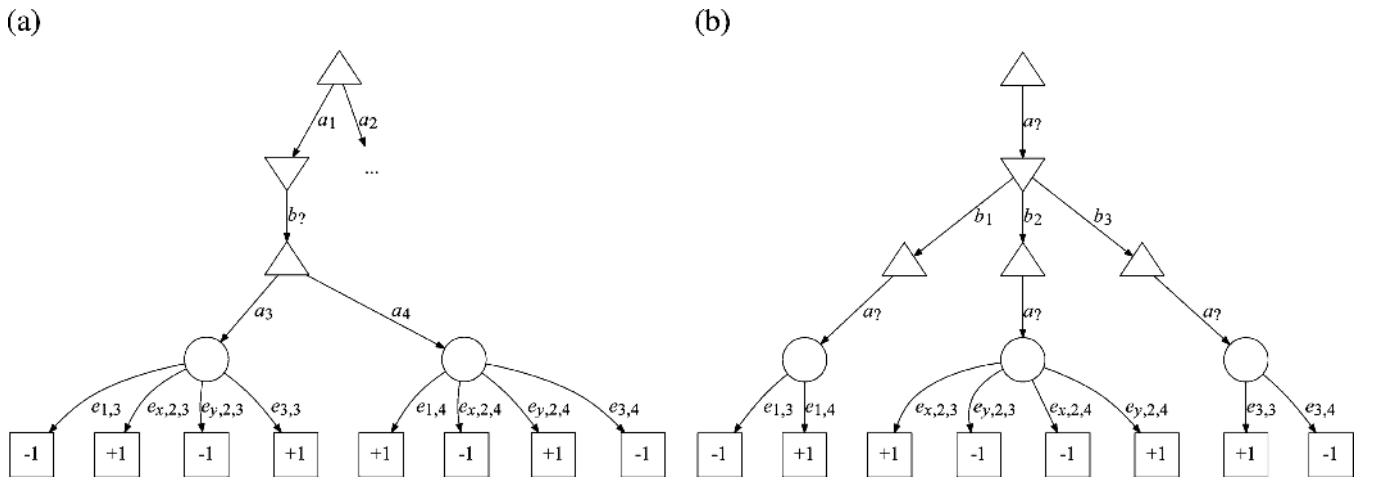 (a) (b)
a1 a2 a?
...
b? b1 b2 b3
a3 a4 a? a? a?
e1,3 ex,2,3 ey,2,3 e3,3 e1,4 ex,2,4 ey,2,4 e3,4 e1,3 e1,4 ex,2,3 ey,2,3 ex,2,4 ey,2,4 e3,3 e3,4
-1 +1 -1 +1 +1 -1 +1 -1 -1 +1 +1 -1 -1 +1 +1 -1